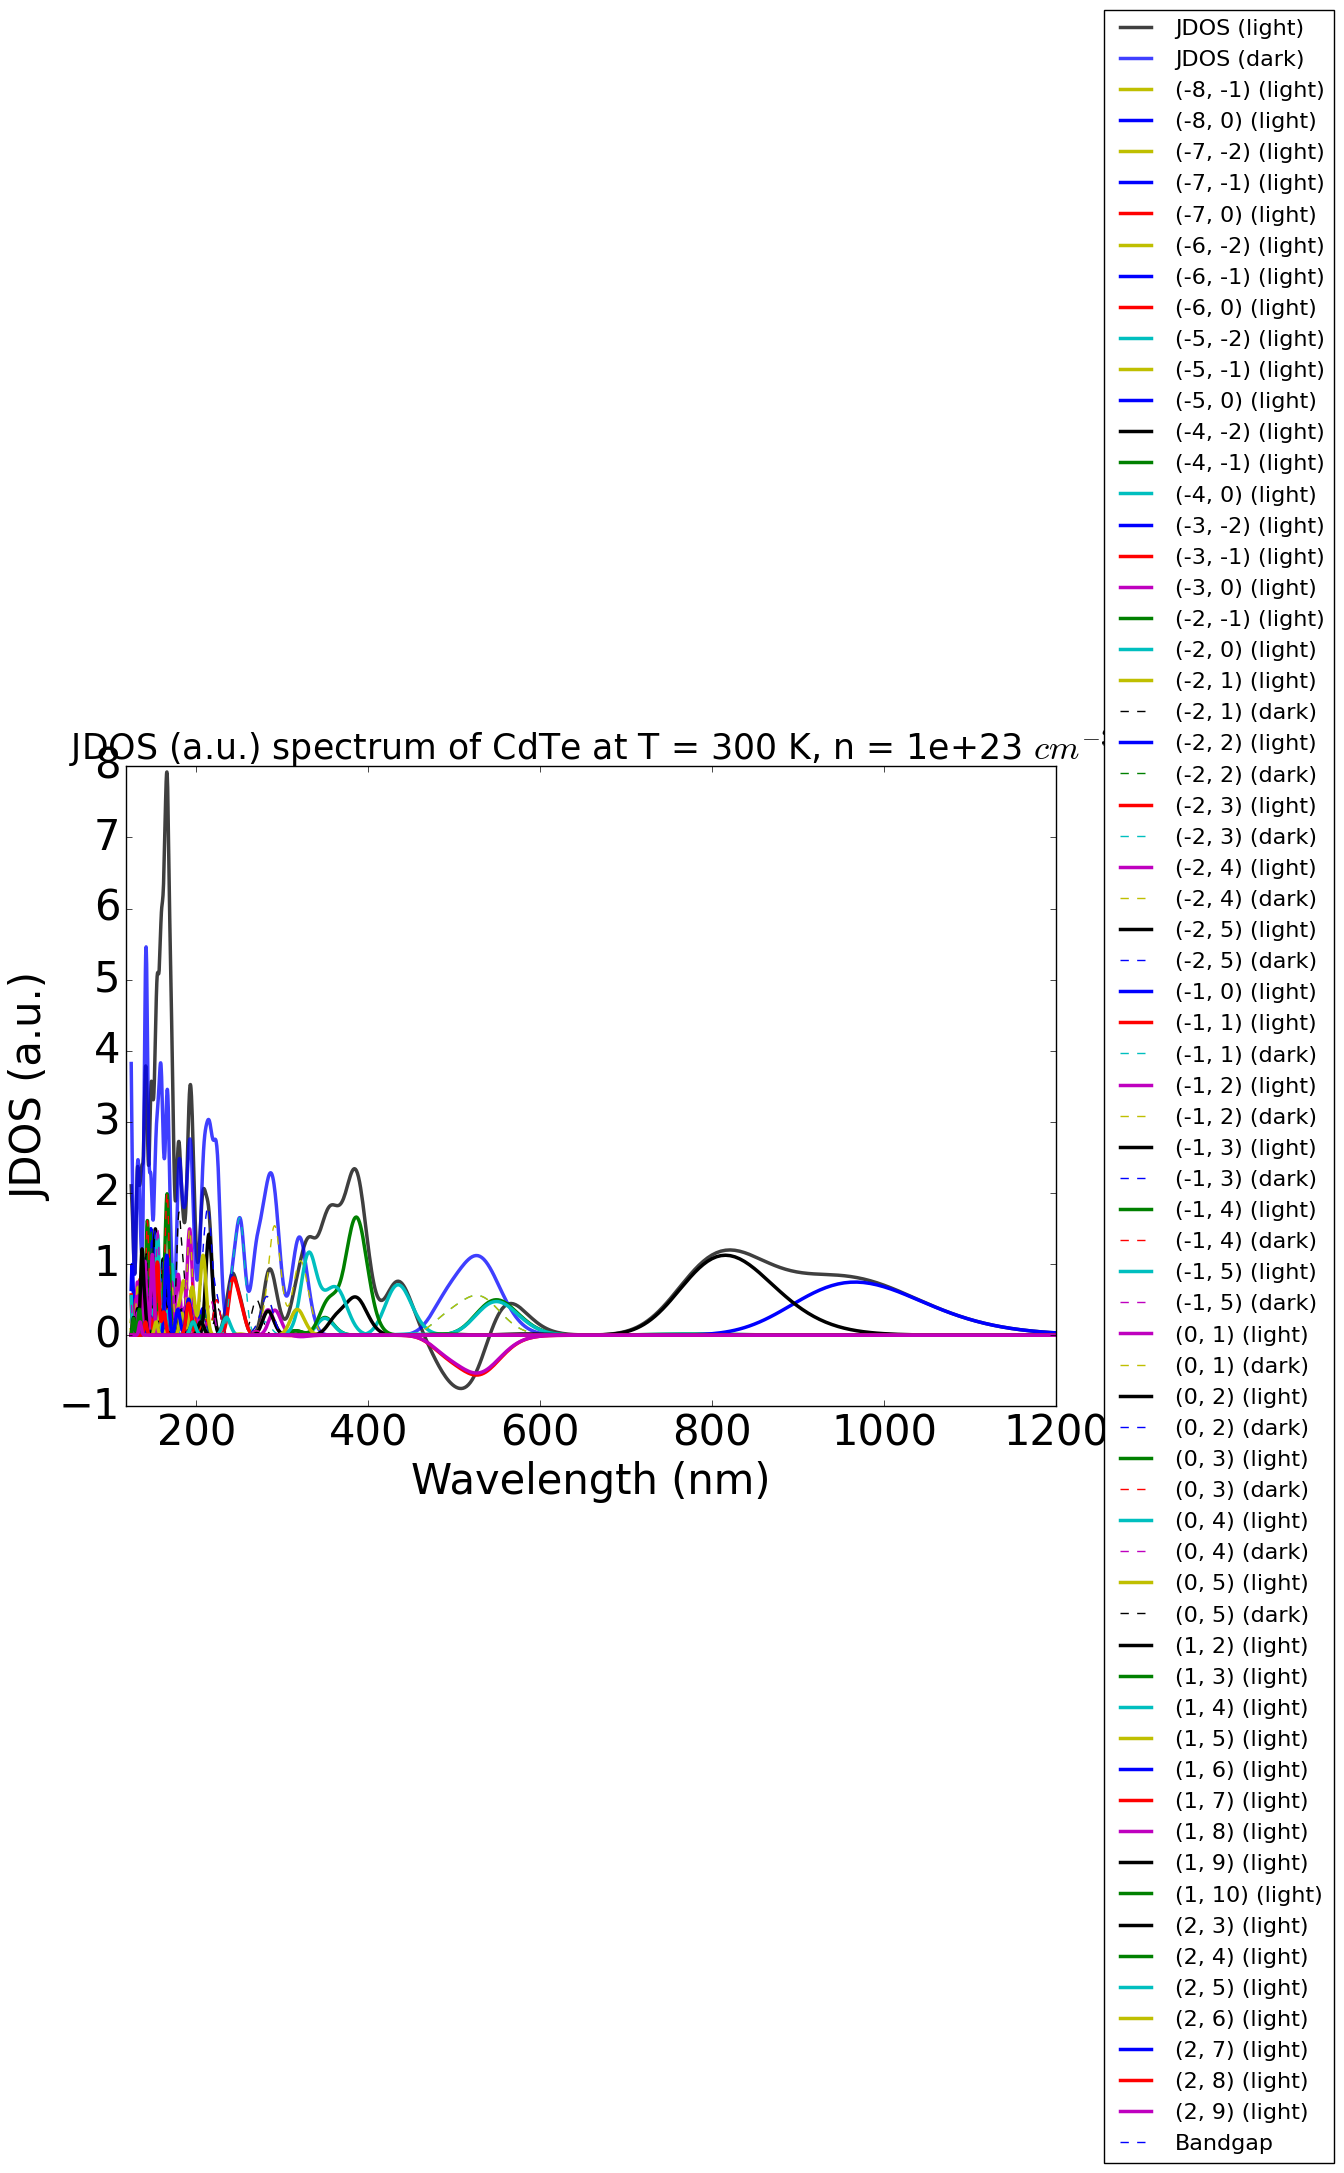 JDOS (light)
JDOS (dark)
(-8, -1) (light)
(-8, 0) (light)
(-7, -2) (light)
(-7, -1) (light)
(-7, 0) (light)
(-6, -2) (light)
(-6, -1) (light)
(-6, 0) (light)
(-5, -2) (light)
(-5, -1) (light)
(-5, 0) (light)
(-4, -2) (light)
(-4, -1) (light)
(-4, 0) (light)
(-3, -2) (light)
(-3, -1) (light)
(-3, 0) (light)
(-2, -1) (light)
(-2, 0) (light)
(-2, 1) (light)
(-2, 1) (dark)
(-2, 2) (light)
(-2, 2) (dark)
(-2, 3) (light)
(-2, 3) (dark)
(-2, 4) (light)
(-2, 4) (dark)
(-2, 5) (light)
(-2, 5) (dark)
(-1, 0) (light)
(-1, 1) (light)
(-1, 1) (dark)
(-1, 2) (light)
(-1, 2) (dark)
(-1, 3) (light)
(-1, 3) (dark)
(-1, 4) (light)
(-1, 4) (dark)
(-1, 5) (light)
(-1, 5) (dark)
(0, 1) (light)
(0, 1) (dark)
(0, 2) (light)
(0, 2) (dark)
(0, 3) (light)
(0, 3) (dark)
(0, 4) (light)
(0, 4) (dark)
(0, 5) (light)
(0, 5) (dark)
(1, 2) (light)
(1, 3) (light)
(1, 4) (light)
(1, 5) (light)
(1, 6) (light)
(1, 7) (light)
(1, 8) (light)
(1, 9) (light)
(1, 10) (light)
(2, 3) (light)
(2, 4) (light)
(2, 5) (light)
(2, 6) (light)
(2, 7) (light)
(2, 8) (light)
(2, 9) (light)
Bandgap
JDOS (a.u.) spectrum of CdTe at T = 300 K, n = 1e+23 cm⁻
8
7
6
5
4
3
2
1
0
−1
JDOS (a.u.)
200 400 600 800 1000 1200
Wavelength (nm)